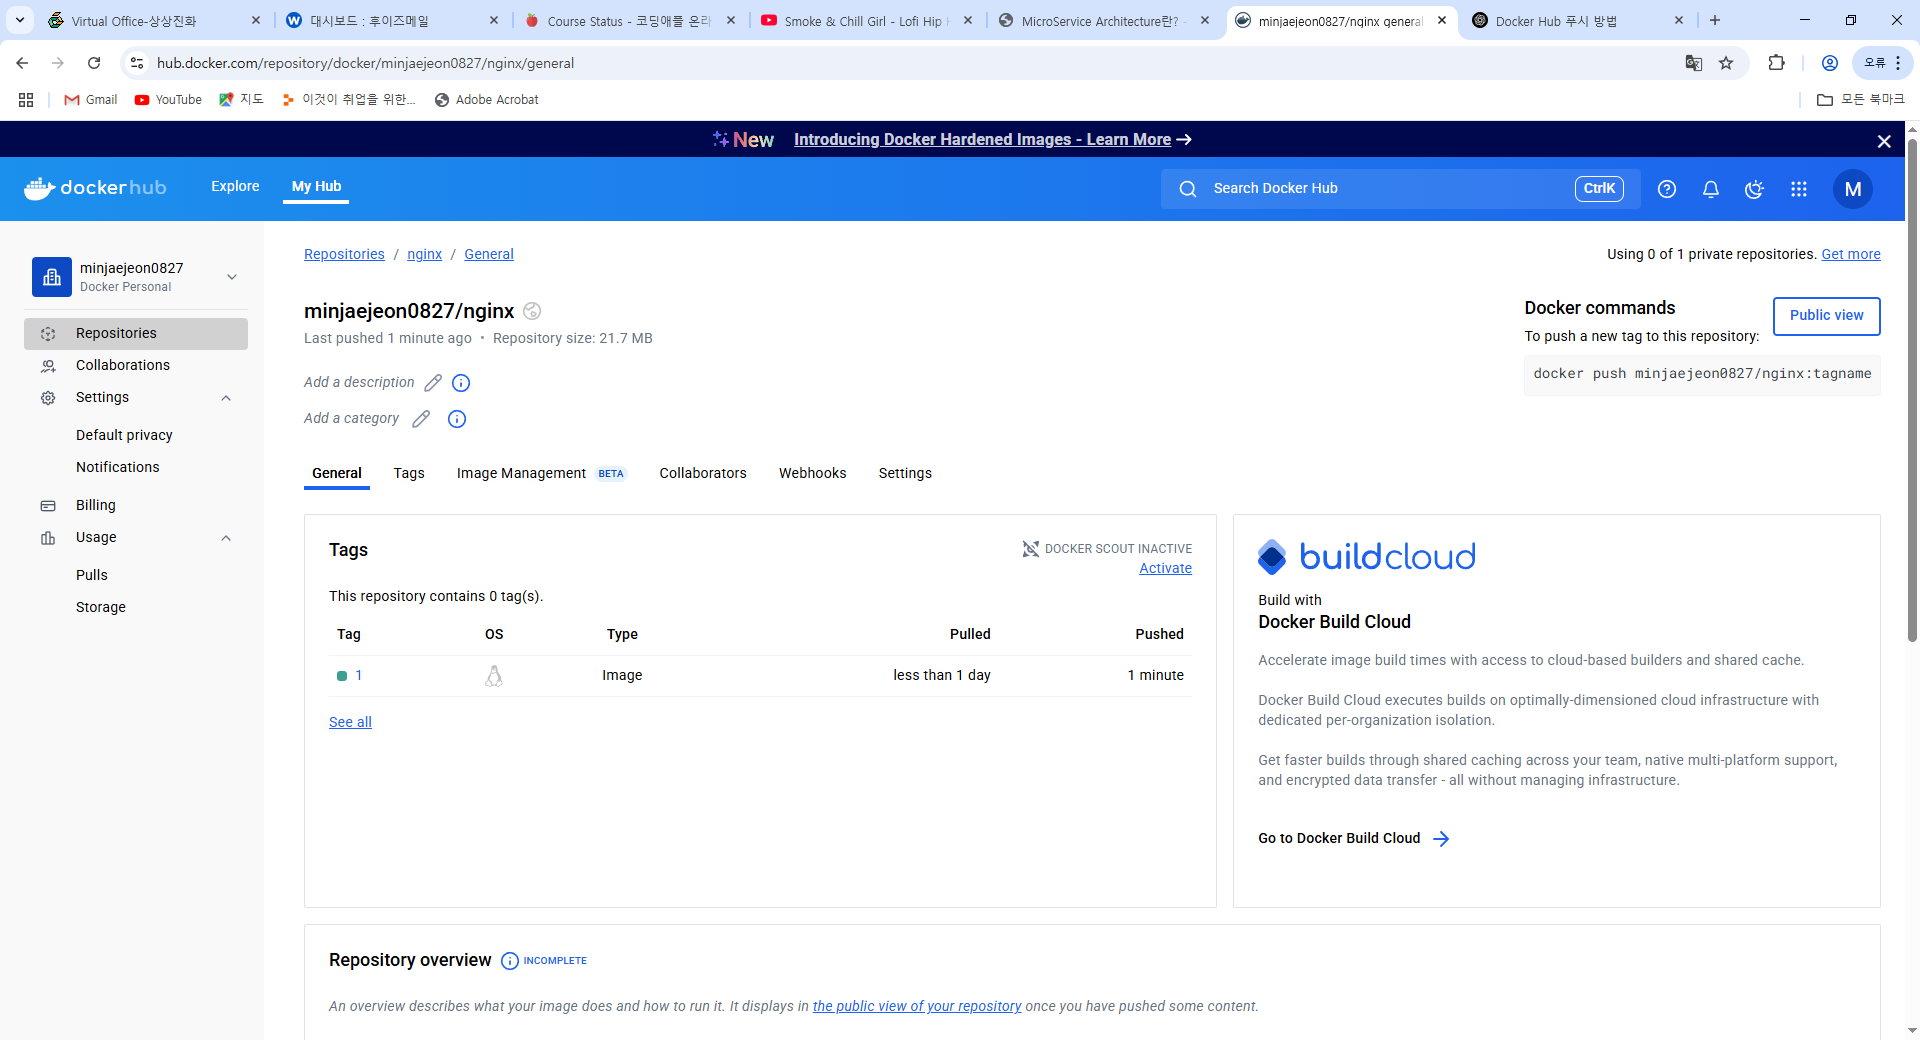 Virtual Office-상상진화
대시보드 : 후이즈메일
Course Status - 코딩애플 온라
Smoke & Chill Girl - Lofi Hip H
MicroService Architecture란? -
minjaejeon0827/nginx general
Docker Hub 푸시 방법
hub.docker.com/repository/docker/minjaejeon0827/nginx/general
오류
Gmail
YouTube
지도
이것이 취업을 위한...
Adobe Acrobat
모든 북마크
New Introducing Docker Hardened Images - Learn More →
dockerhub
Explore
My Hub
Search Docker Hub
CtrlK
M
minjaejeon0827
Docker Personal
Repositories
Collaborations
Settings
Default privacy
Notifications
Billing
Usage
Pulls
Storage
Repositories / nginx / General
Using 0 of 1 private repositories. Get more
minjaejeon0827/nginx
Last pushed 1 minute ago • Repository size: 21.7 MB
Add a description
Add a category
Docker commands
Public view
To push a new tag to this repository:
docker push minjaejeon0827/nginx:tagname
General
Tags
Image Management BETA
Collaborators
Webhooks
Settings
Tags
DOCKER SCOUT INACTIVE
Activate
This repository contains 0 tag(s).
Tag OS Type Pulled Pushed
1 Image less than 1 day 1 minute
See all
buildcloud
Build with
Docker Build Cloud
Accelerate image build times with access to cloud-based builders and shared cache.
Docker Build Cloud executes builds on optimally-dimensioned cloud infrastructure with
dedicated per-organization isolation.
Get faster builds through shared caching across your team, native multi-platform support,
and encrypted data transfer - all without managing infrastructure.
Go to Docker Build Cloud
Repository overview INCOMPLETE
An overview describes what your image does and how to run it. It displays in the public view of your repository once you have pushed some content.